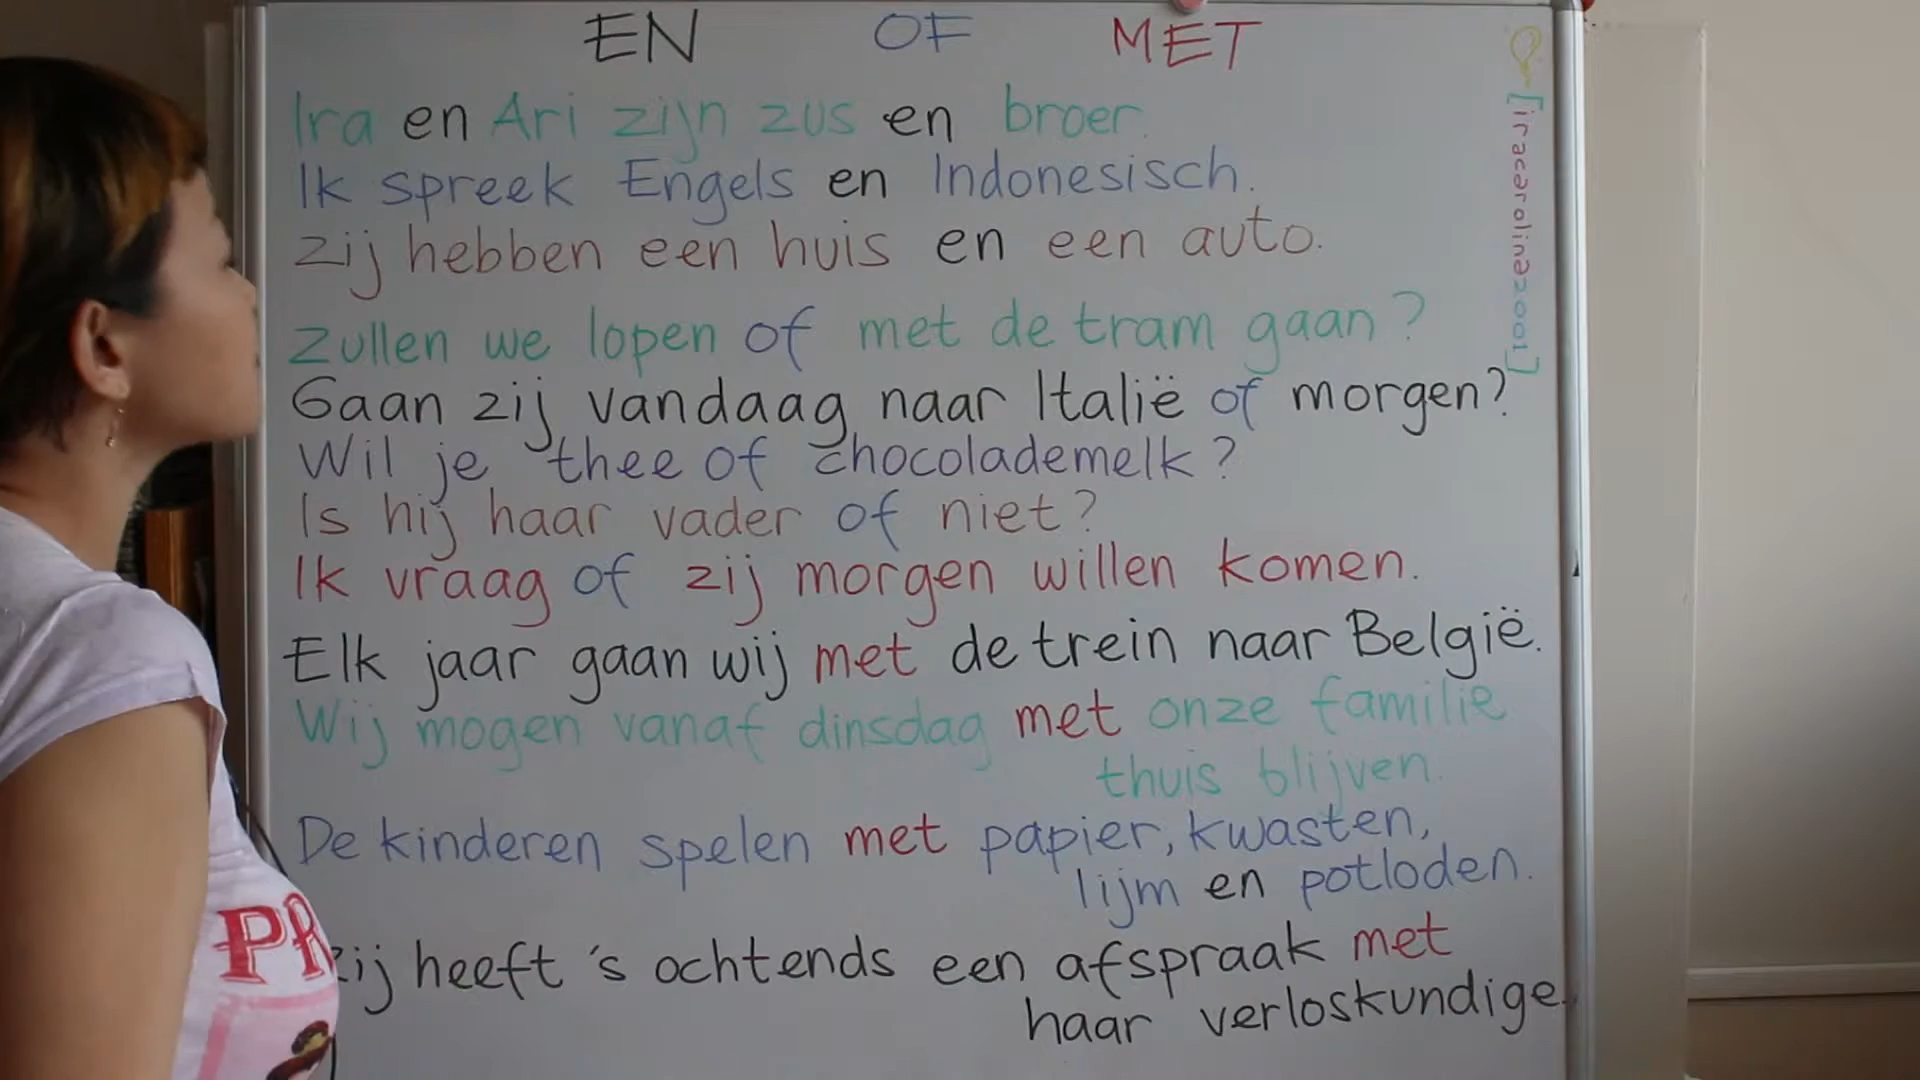 EN OF MET
Ira en Ari zijn zus en broer.
Ik spreek Engels en Indonesisch.
Zij hebben een huis en een auto.
Zullen we lopen of met de tram gaan?
Gaan zij vandaag naar Italië of morgen?
Wil je thee of chocolademelk?
Is hij haar vader of niet?
Ik vraag of zij morgen willen komen.
Elk jaar gaan wij met de trein naar België.
Wij mogen vanaf dinsdag met onze familie
thuis blijven.
De kinderen spelen met papier, kwasten,
lijm en potloden.
Zij heeft 's ochtends een afspraak met
haar verloskundige.
[iracarolina2001]
PR